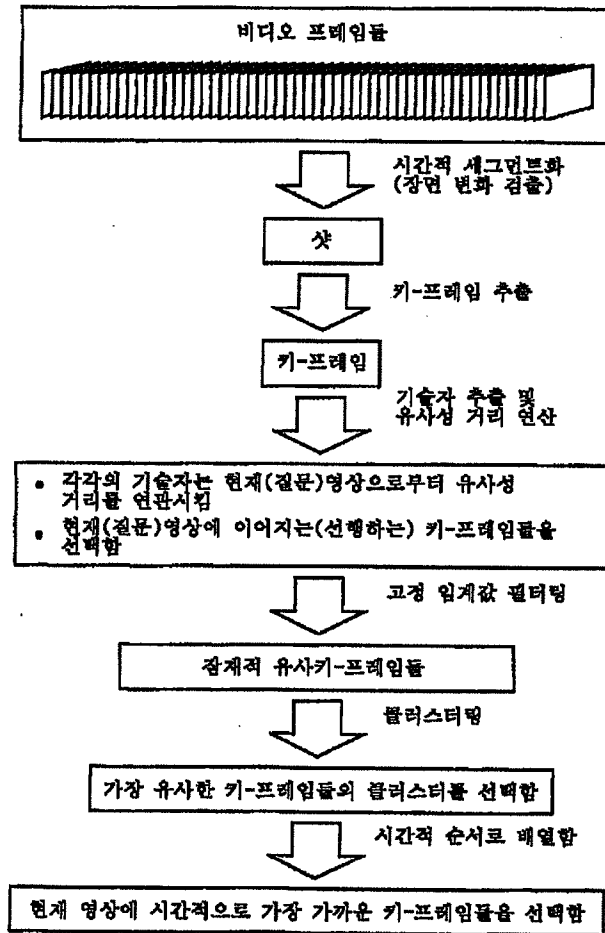 비디오 프레임들
시간적 세그먼트화
(장면 변화 검출)
샷
키-프레임 추출
키-프레임
기술자 추출 및
유사성 거리 연산
• 각각의 기술자는 현재(질문)영상으로부터 유사성
거리를 연관시킴
• 현재(질문)영상에 이어지는(선행하는) 키-프레임들을
선택함
고정 임계값 필터링
잠재적 유사키-프레임들
클러스터링
가장 유사한 키-프레임들의 클러스터를 선택함
시간적 순서로 배열함
현재 영상에 시간적으로 가장 가까운 키-프레임들을 선택함